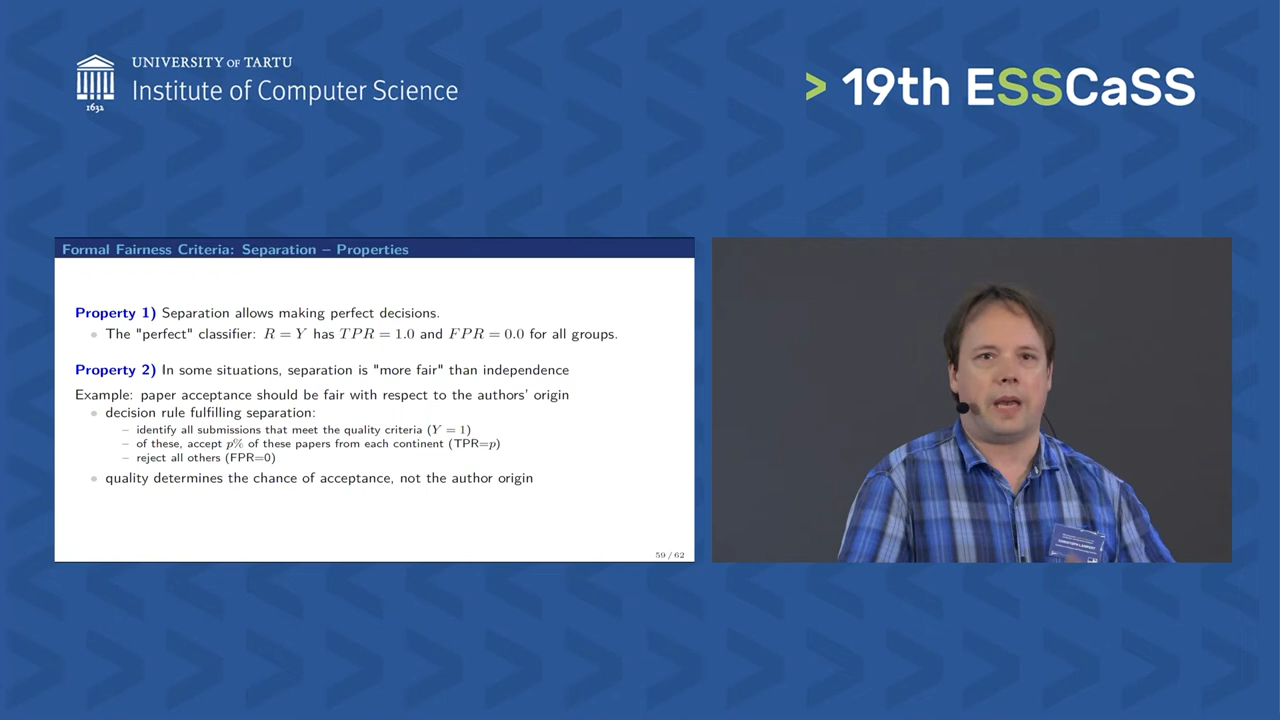 UNIVERSITY OF TARTU
Institute of Computer Science
1632
> 19th ESSCaSS
Formal Fairness Criteria: Separation – Properties
Property 1) Separation allows making perfect decisions.
• The "perfect" classifier: R = Y has TPR = 1.0 and FPR = 0.0 for all groups.
Property 2) In some situations, separation is "more fair" than independence
Example: paper acceptance should be fair with respect to the authors' origin
• decision rule fulfilling separation:
– identify all submissions that meet the quality criteria (Y = 1)
– of these, accept p% of these papers from each continent (TPR=p)
– reject all others (FPR=0)
• quality determines the chance of acceptance, not the author origin
59 / 62
CHRISTOPH LAMPERT